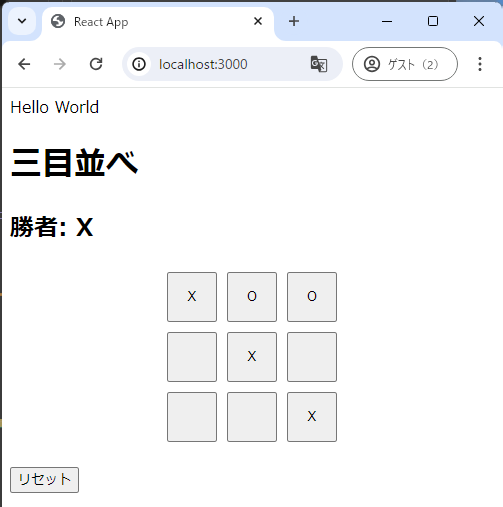 React App
localhost:3000
ゲスト (2)
Hello World
三目並べ
勝者: X
X O O
X
X
リセット